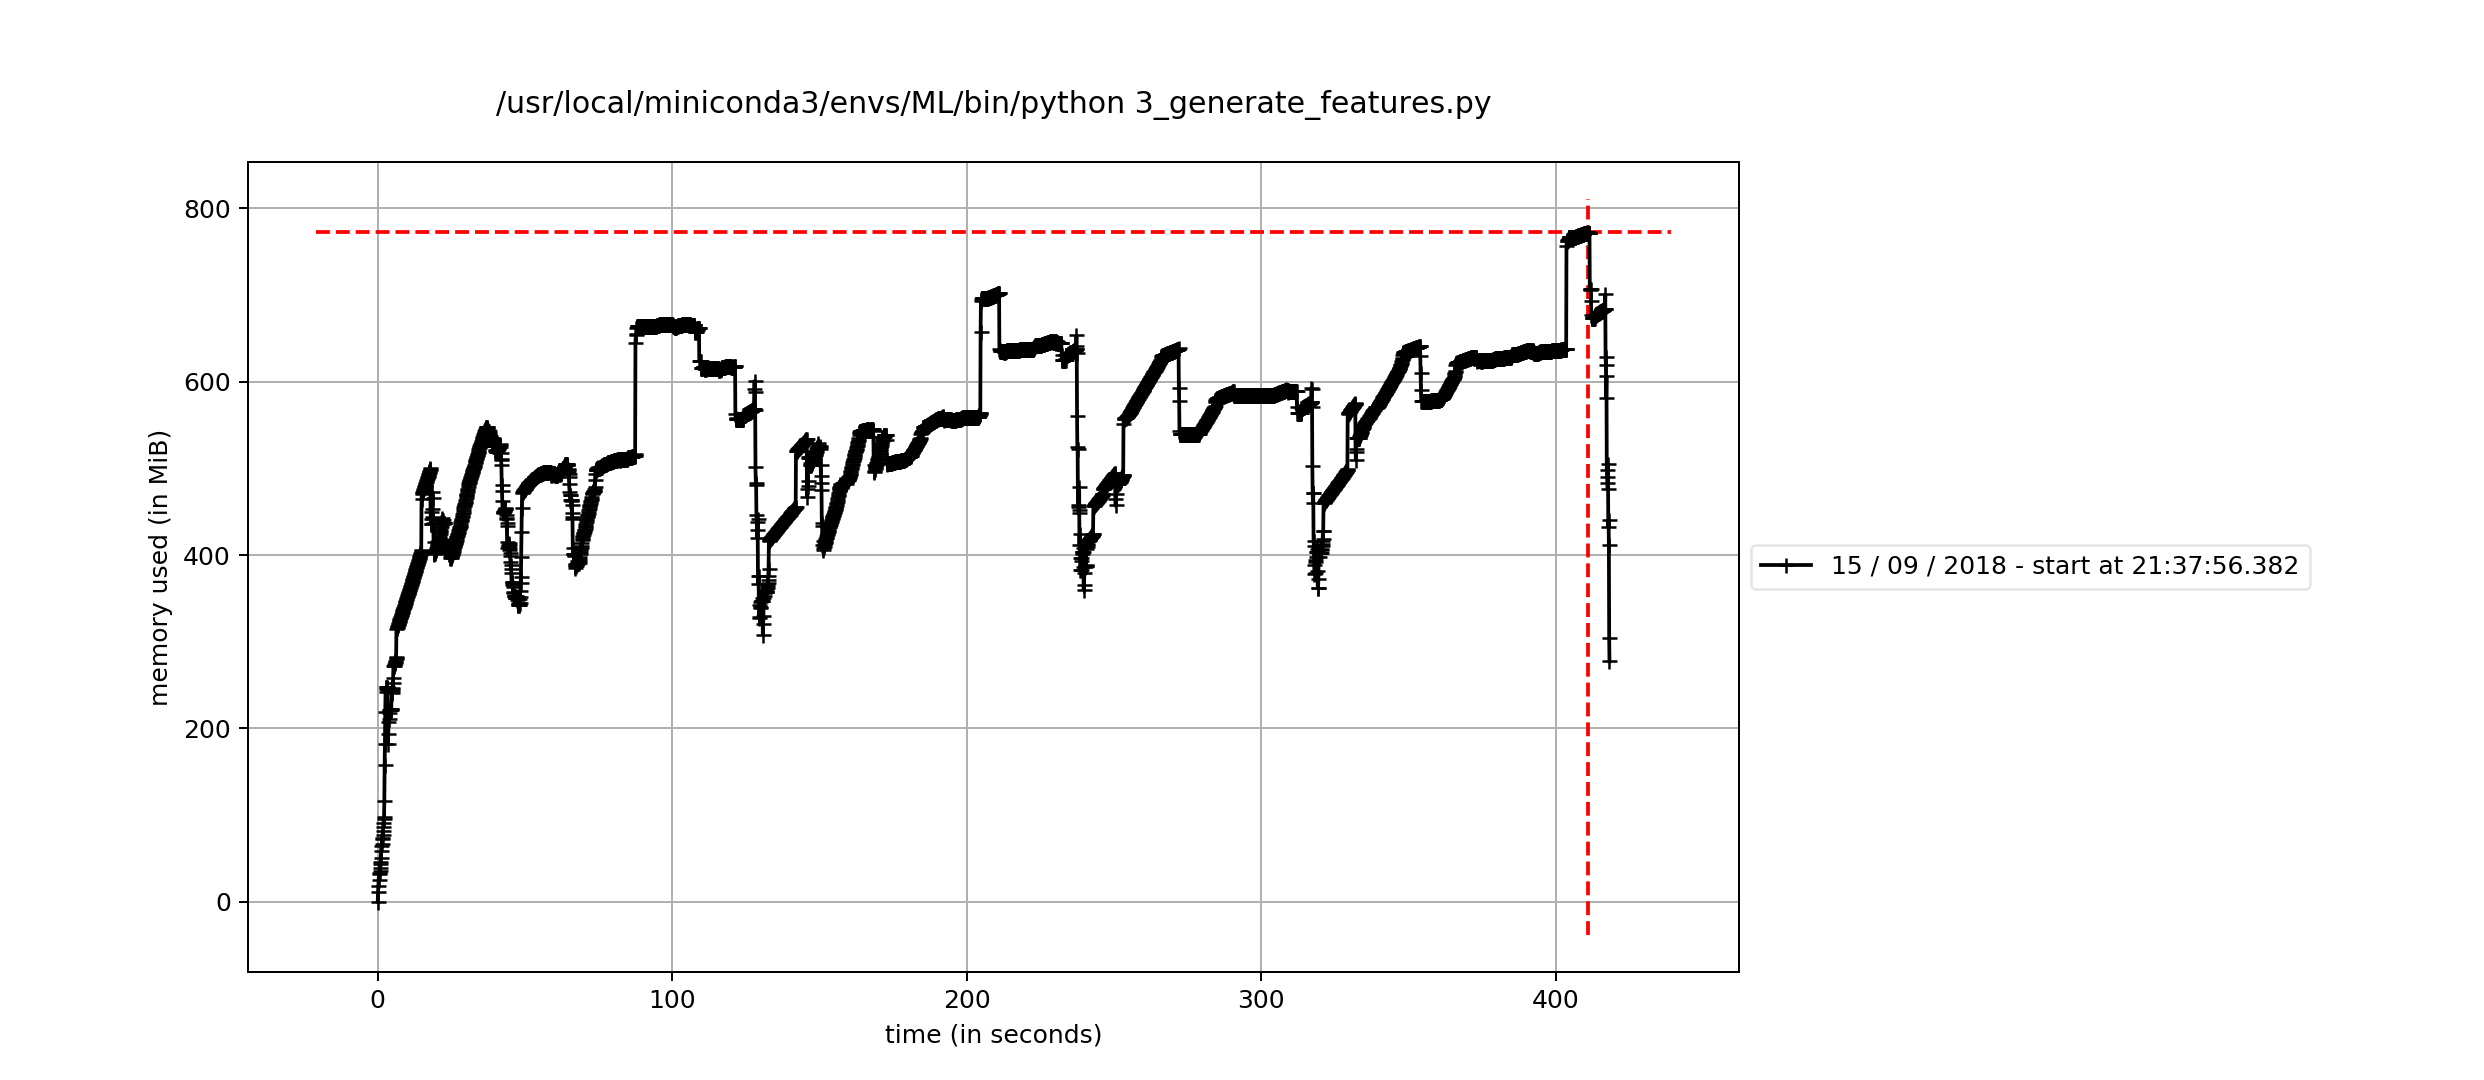 /usr/local/miniconda3/envs/ML/bin/python 3_generate_features.py
800
600
400
200
0
memory used (in MiB)
0 100 200 300 400
time (in seconds)
15 / 09 / 2018 - start at 21:37:56.382